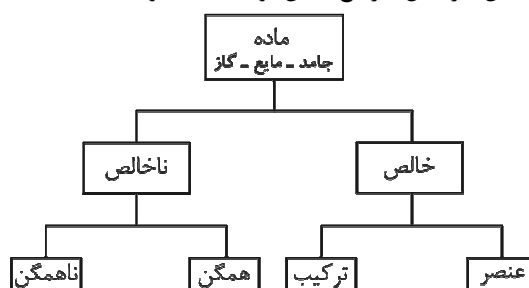 ماده
جامد ـ مایع ـ گاز
خالص
ناخالص
عنصر
ترکیب
همگن
ناهمگن